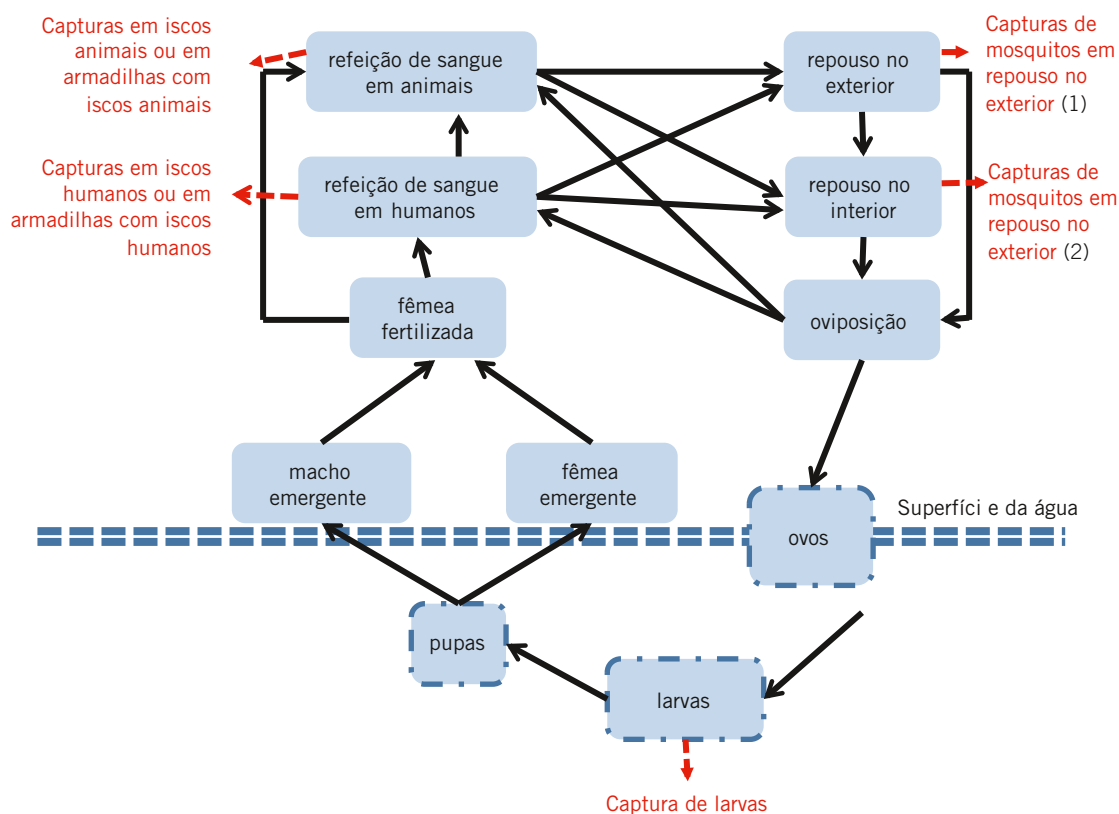 Capturas em iscos
animais ou em
armadilhas com
iscos animais
refeição de sangue
em animais
repouso no
exterior
Capturas de
mosquitos em
repouso no
exterior (1)
Capturas em iscos
humanos ou em
armadilhas com iscos
humanos
refeição de sangue
em humanos
repouso no
interior
Capturas de
mosquitos em
repouso no
exterior (2)
fêmea
fertilizada
oviposição
macho
emergente
fêmea
emergente
Superfíci e da água
ovos
pupas
larvas
Captura de larvas